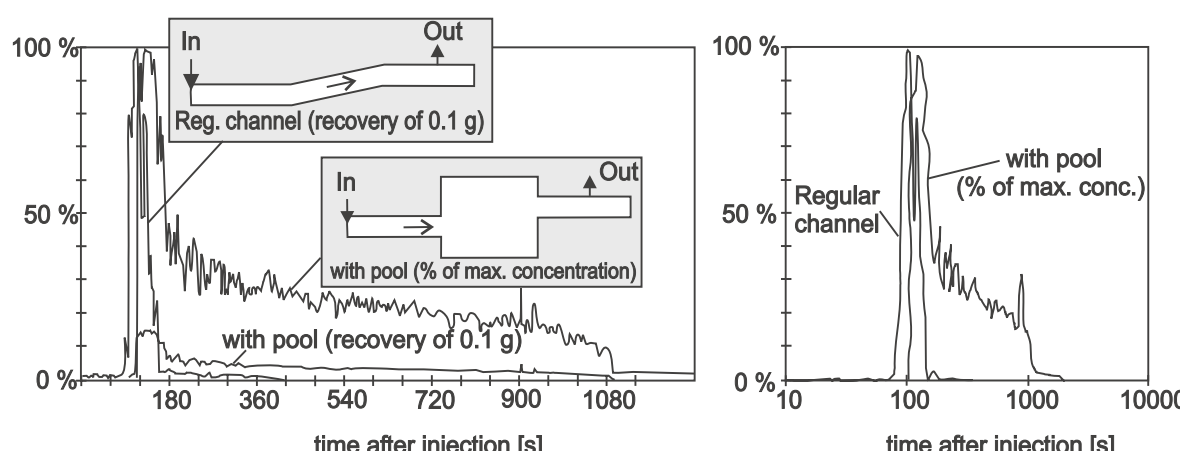 100 %
50 %
0 %
In
Out
Reg. channel (recovery of 0.1 g)
In
Out
with pool (% of max. concentration)
with pool (recovery of 0.1 g)
180 360 540 720 900 1080
time after injection [s]
100 %
50 %
0 %
with pool
(% of max. conc.)
Regular
channel
10 100 1000 10000
time after injection [s]